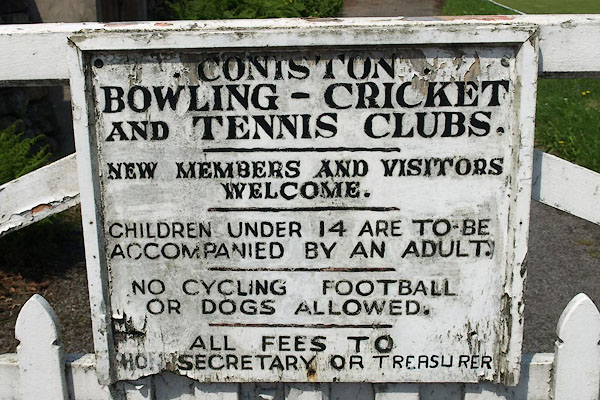 CONISTON
BOWLING - CRICKET
AND TENNIS CLUBS.
NEW MEMBERS AND VISITORS
WELCOME.
CHILDREN UNDER 14 ARE TO-BE
ACCOMPANIED BY AN ADULT.
NO CYCLING FOOTBALL
OR DOGS ALLOWED.
ALL FEES TO
SECRETARY OR TREASURER